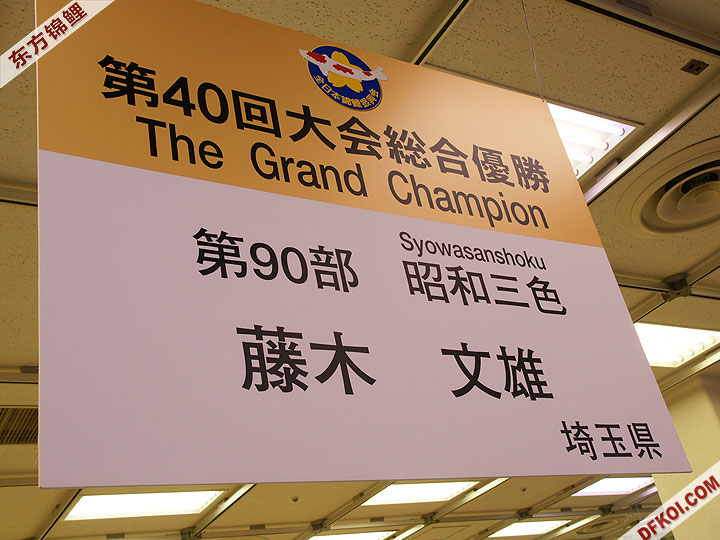 东方锦鲤
第40回大会総合優勝
The Grand Champion
Syowasanshoku
第90部 昭和三色
藤木 文雄
埼玉県
DFKOI.COM